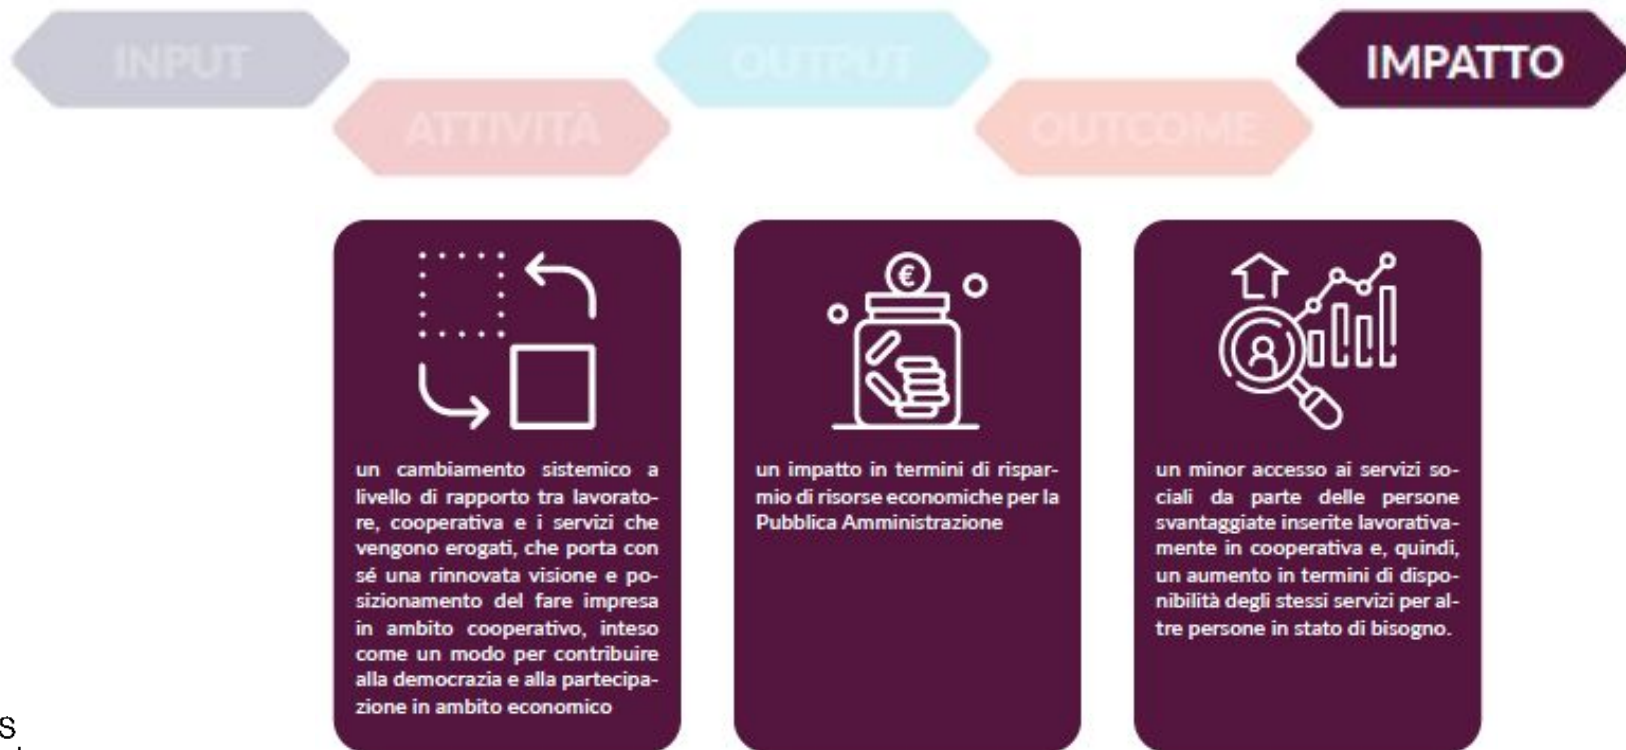 INPUT
OUTPUT
IMPATTO
ATTIVITÀ
OUTCOME
€
un cambiamento sistemico a
livello di rapporto tra lavorato-
re, cooperativa e i servizi che
vengono erogati, che porta con
sé una rinnovata visione e po-
sizionamento del fare impresa
in ambito cooperativo, inteso
come un modo per contribuire
alla democrazia e alla partecipa-
zione in ambito economico
un impatto in termini di rispar-
mio di risorse economiche per la
Pubblica Amministrazione
un minor accesso ai servizi so-
ciali da parte delle persone
svantaggiate inserite lavorativa-
mente in cooperativa e, quindi,
un aumento in termini di dispo-
nibilità degli stessi servizi per al-
tre persone in stato di bisogno.
S